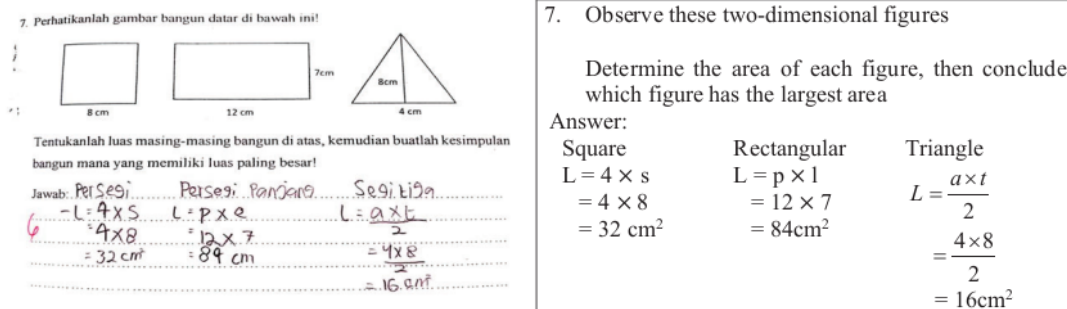 7. Perhatikanlah gambar bangun datar di bawah ini!
8 cm
7cm
12 cm
8cm
4 cm
Tentukanlah luas masing-masing bangun di atas, kemudian buatlah kesimpulan
bangun mana yang memiliki luas paling besar!
Jawab: Persegi Persegi Panjang Segitiga
- L = 4 x s L = p x l L = a x t / 2
= 4 x 8 = 12 x 7 = 4 x 8 / 2
= 32 cm² = 84 cm = 16 cm²
6
7. Observe these two-dimensional figures
Determine the area of each figure, then conclude
which figure has the largest area
Answer:
Square Rectangular Triangle
L = 4 × s L = p × l L = a×t / 2
= 4 × 8 = 12 × 7 = 4×8 / 2
= 32 cm² = 84cm² = 16cm²